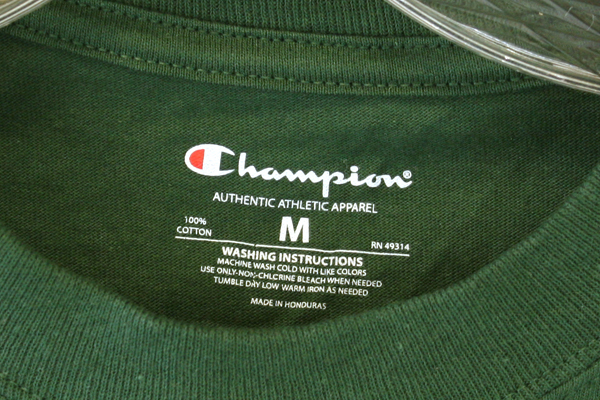 Champion®
AUTHENTIC ATHLETIC APPAREL
100%
COTTON
M
RN 49314
WASHING INSTRUCTIONS
MACHINE WASH COLD WITH LIKE COLORS
USE ONLY NON-CHLORINE BLEACH WHEN NEEDED
TUMBLE DRY LOW WARM IRON AS NEEDED
MADE IN HONDURAS